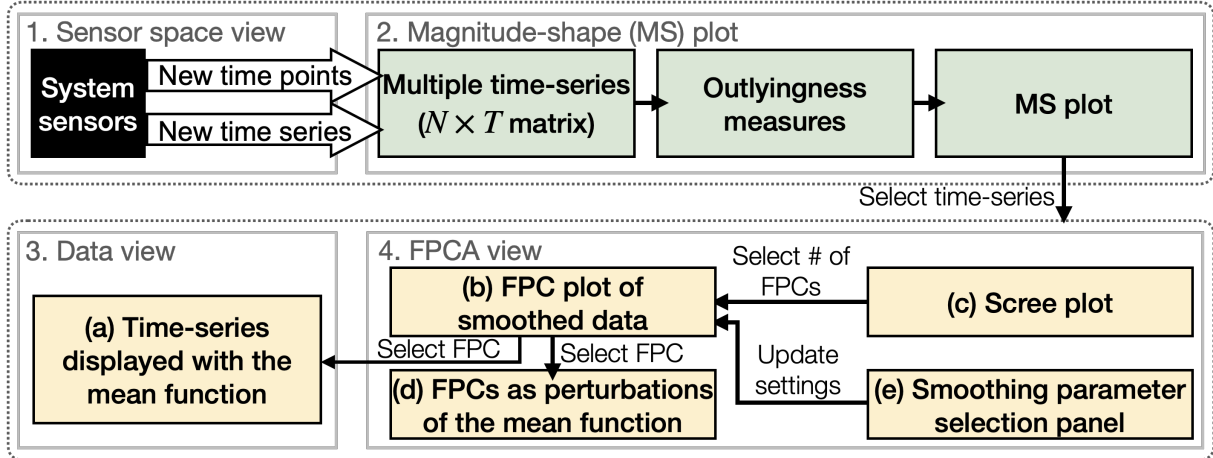 1. Sensor space view
System
sensors
New time points
New time series
2. Magnitude-shape (MS) plot
Multiple time-series
(N × T matrix)
Outlyingness
measures
MS plot
Select time-series
3. Data view
(a) Time-series
displayed with the
mean function
4. FPCA view
(b) FPC plot of
smoothed data
Select # of
FPCs
(c) Scree plot
Select FPC
Select FPC
Update
settings
(d) FPCs as perturbations
of the mean function
(e) Smoothing parameter
selection panel